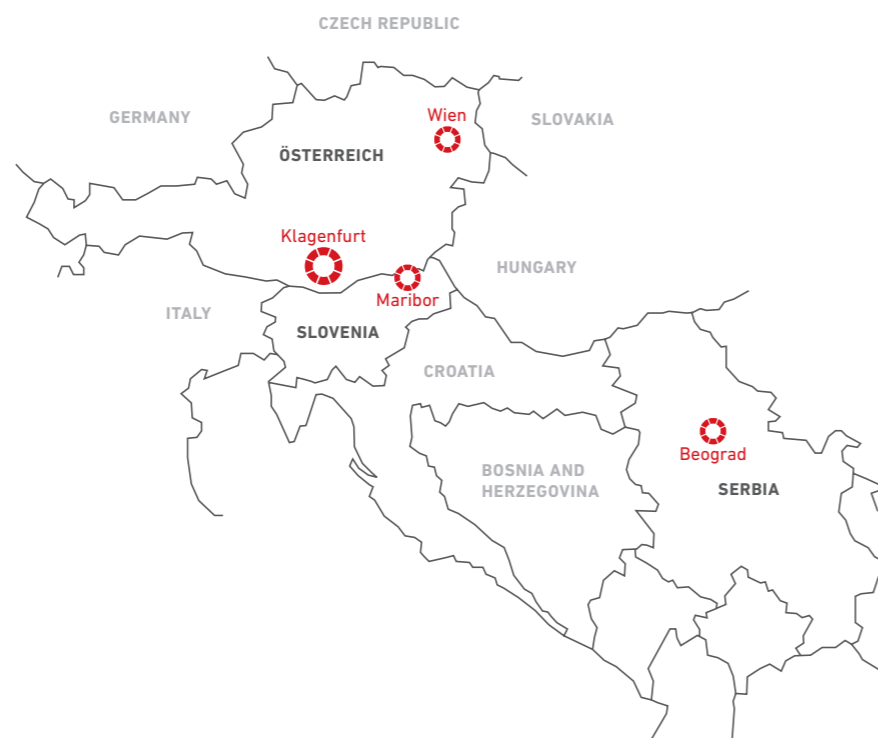 CZECH REPUBLIC
GERMANY
Wien
SLOVAKIA
ÖSTERREICH
Klagenfurt
HUNGARY
Maribor
ITALY
SLOVENIA
CROATIA
Beograd
BOSNIA AND
HERZEGOVINA
SERBIA